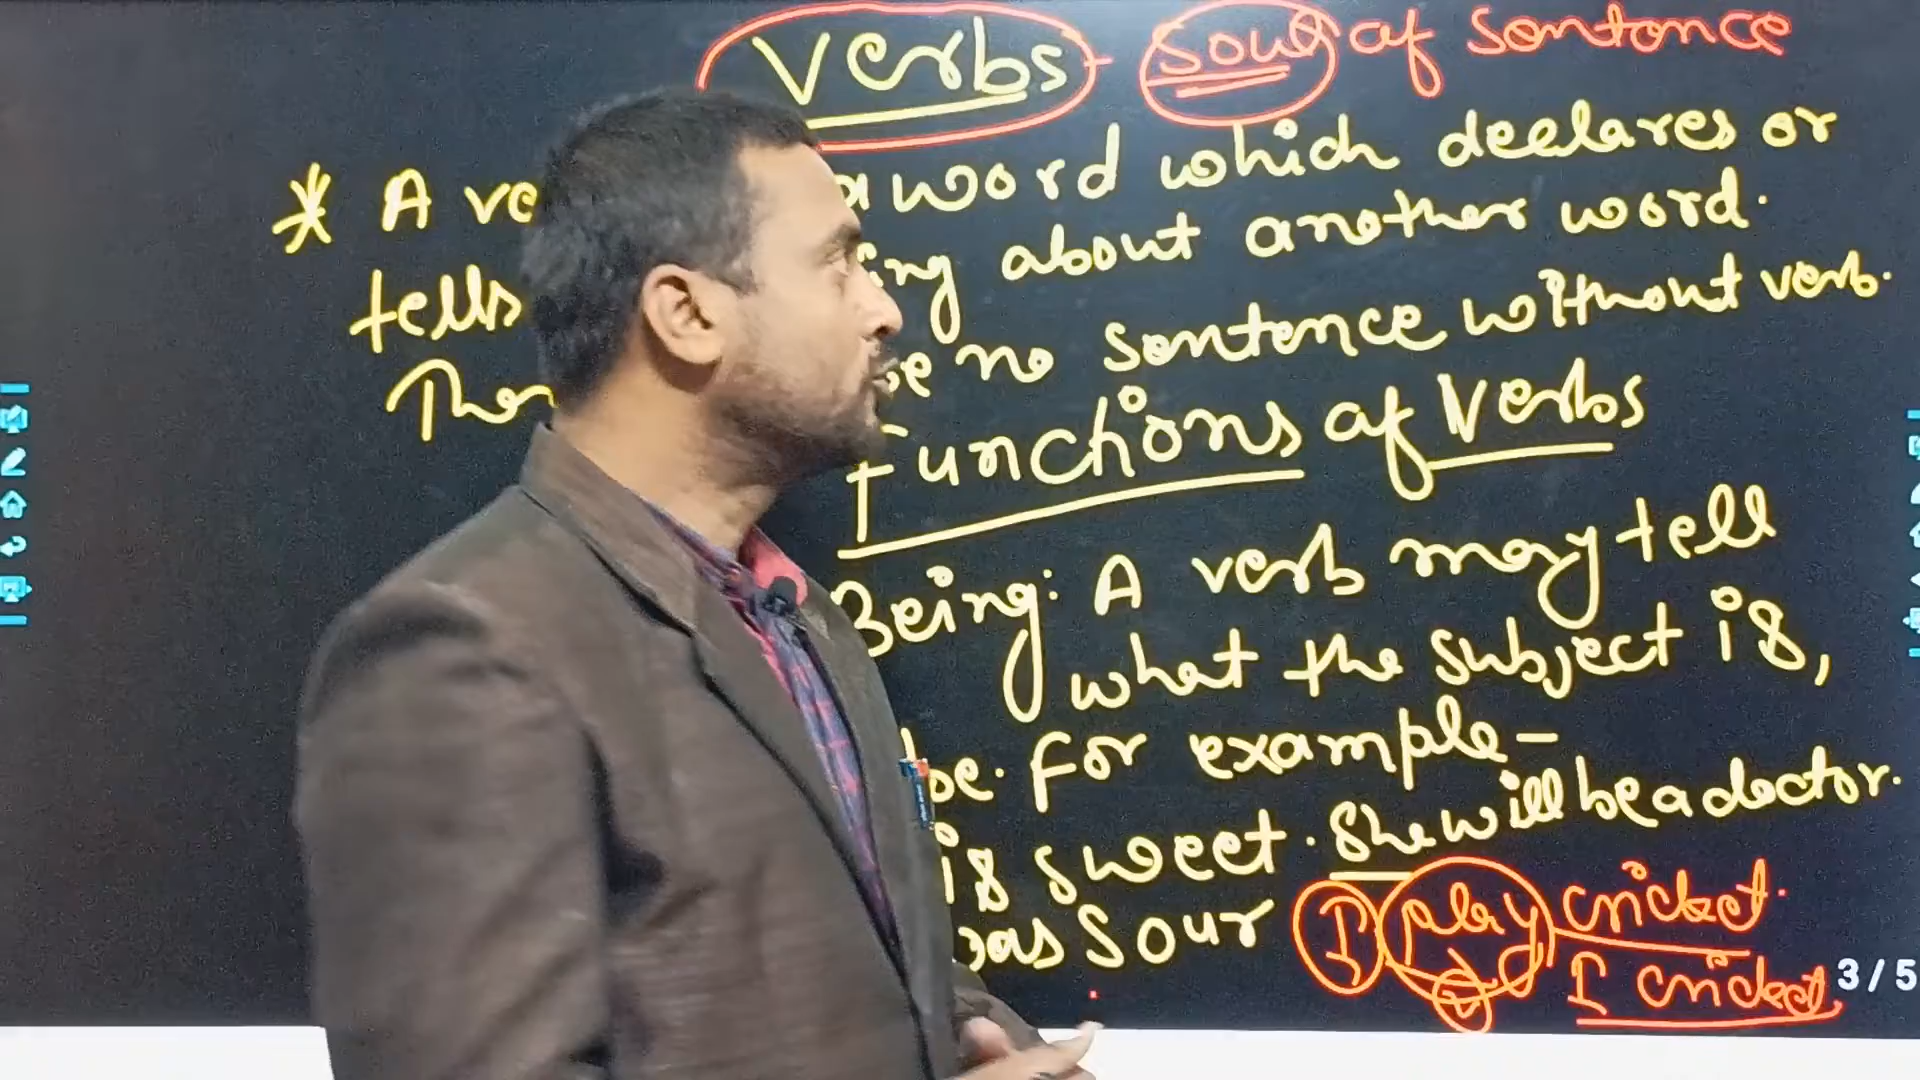 Verbs - Soul of Sentence
* A ve a word which declares or
tells ing about another word.
Ther be no sentence without verb.
Functions of Verbs
Being: A verb may tell
what the subject is,
be. For example-
is sweet. She will be a doctor.
was Sour I play cricket.
V
I cricket.
3/5